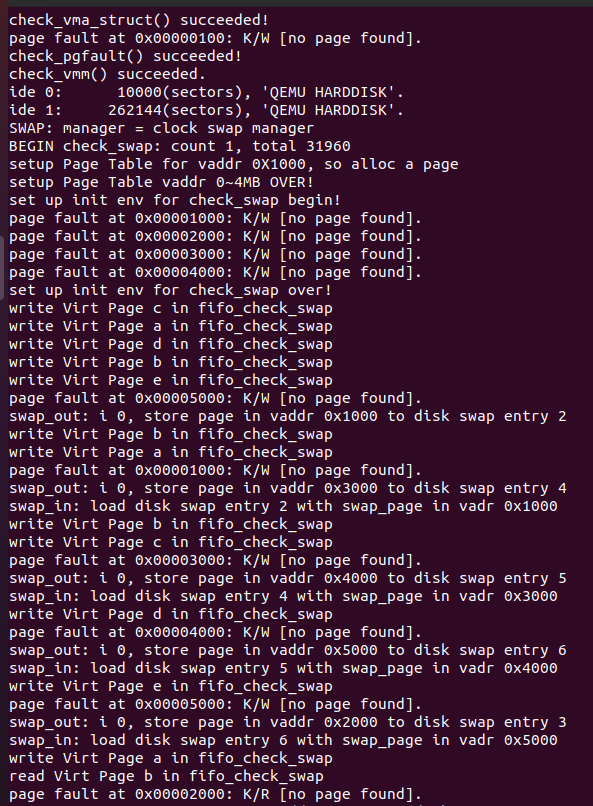 check_vma_struct() succeeded!
page fault at 0x00000100: K/W [no page found].
check_pgfault() succeeded!
check_vmm() succeeded.
ide 0:      10000(sectors), 'QEMU HARDDISK'.
ide 1:     262144(sectors), 'QEMU HARDDISK'.
SWAP: manager = clock swap manager
BEGIN check_swap: count 1, total 31960
setup Page Table for vaddr 0X1000, so alloc a page
setup Page Table vaddr 0~4MB OVER!
set up init env for check_swap begin!
page fault at 0x00001000: K/W [no page found].
page fault at 0x00002000: K/W [no page found].
page fault at 0x00003000: K/W [no page found].
page fault at 0x00004000: K/W [no page found].
set up init env for check_swap over!
write Virt Page c in fifo_check_swap
write Virt Page a in fifo_check_swap
write Virt Page d in fifo_check_swap
write Virt Page b in fifo_check_swap
write Virt Page e in fifo_check_swap
page fault at 0x00005000: K/W [no page found].
swap_out: i 0, store page in vaddr 0x1000 to disk swap entry 2
write Virt Page b in fifo_check_swap
write Virt Page a in fifo_check_swap
page fault at 0x00001000: K/W [no page found].
swap_out: i 0, store page in vaddr 0x3000 to disk swap entry 4
swap_in: load disk swap entry 2 with swap_page in vadr 0x1000
write Virt Page b in fifo_check_swap
write Virt Page c in fifo_check_swap
page fault at 0x00003000: K/W [no page found].
swap_out: i 0, store page in vaddr 0x4000 to disk swap entry 5
swap_in: load disk swap entry 4 with swap_page in vadr 0x3000
write Virt Page d in fifo_check_swap
page fault at 0x00004000: K/W [no page found].
swap_out: i 0, store page in vaddr 0x5000 to disk swap entry 6
swap_in: load disk swap entry 5 with swap_page in vadr 0x4000
write Virt Page e in fifo_check_swap
page fault at 0x00005000: K/W [no page found].
swap_out: i 0, store page in vaddr 0x2000 to disk swap entry 3
swap_in: load disk swap entry 6 with swap_page in vadr 0x5000
write Virt Page a in fifo_check_swap
read Virt Page b in fifo_check_swap
page fault at 0x00002000: K/R [no page found].